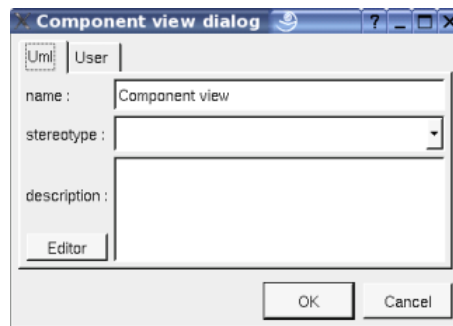 Component view dialog
Uml User
name : Component view
stereotype :
description :
Editor
OK Cancel